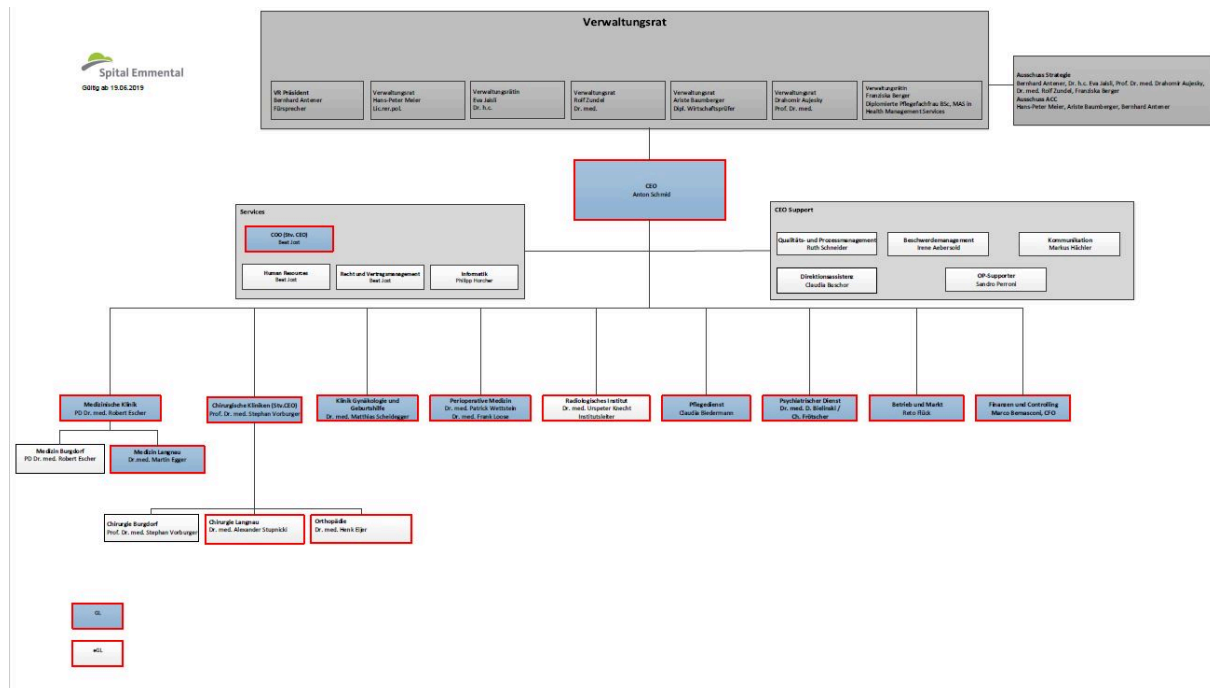 Verwaltungsrat
Spital Emmental
Gültig ab 19.06.2019
VR Präsident
Bernhard Antener
Fürsprecher
Verwaltungsrat
Hans-Peter Meier
Lic.rer.pol.
Verwaltungsrätin
Eva Jaisli
Dr. h.c.
Verwaltungsrat
Rolf Zundel
Dr. med.
Verwaltungsrat
Ariste Baumberger
Dipl. Wirtschaftsprüfer
Verwaltungsrat
Drahomir Aujesky
Prof. Dr. med.
Verwaltungsrätin
Franziska Berger
Diplomierte Pflegefachfrau BSc, MAS in
Health Management Services
Ausschuss Strategie
Bernhard Antener, Dr. h.c. Eva Jaisli, Prof. Dr. med. Drahomir Aujesky,
Dr. med. Rolf Zundel, Franziska Berger
Ausschuss ACC
Hans-Peter Meier, Ariste Baumberger, Bernhard Antener
CEO
Anton Schmid
Services
COO (Stv. CEO)
Beat Jost
Human Resources
Beat Jost
Recht und Vertragsmanagement
Beat Jost
Informatik
Philipp Horcher
CEO Support
Qualitäts- und Prozessmanagement
Ruth Schneider
Beschwerdemanagement
Irene Aebersold
Kommunikation
Markus Hächler
Direktionsassistenz
Claudia Buschor
OP-Supporter
Sandro Perroni
Medizinische Klinik
PD Dr. med. Robert Escher
Chirurgische Kliniken (Stv.CEO)
Prof. Dr. med. Stephan Vorburger
Klinik Gynäkologie und
Geburtshilfe
Dr. med. Matthias Scheidegger
Perioperative Medizin
Dr. med. Patrick Wettstein
Dr. med. Frank Loose
Radiologisches Institut
Dr. med. Urspeter Knecht
Institutsleiter
Pflegedienst
Claudia Biedermann
Psychiatrischer Dienst
Dr. med. D. Bielinski /
Ch. Frötscher
Betrieb und Markt
Reto Flück
Finanzen und Controlling
Marco Bernasconi, CFO
Medizin Burgdorf
PD Dr. med. Robert Escher
Medizin Langnau
Dr.med. Martin Egger
Chirurgie Burgdorf
Prof. Dr. med. Stephan Vorburger
Chirurgie Langnau
Dr. med. Alexander Stupnicki
Orthopädie
Dr. med. Henk Eijer
GL
eGL